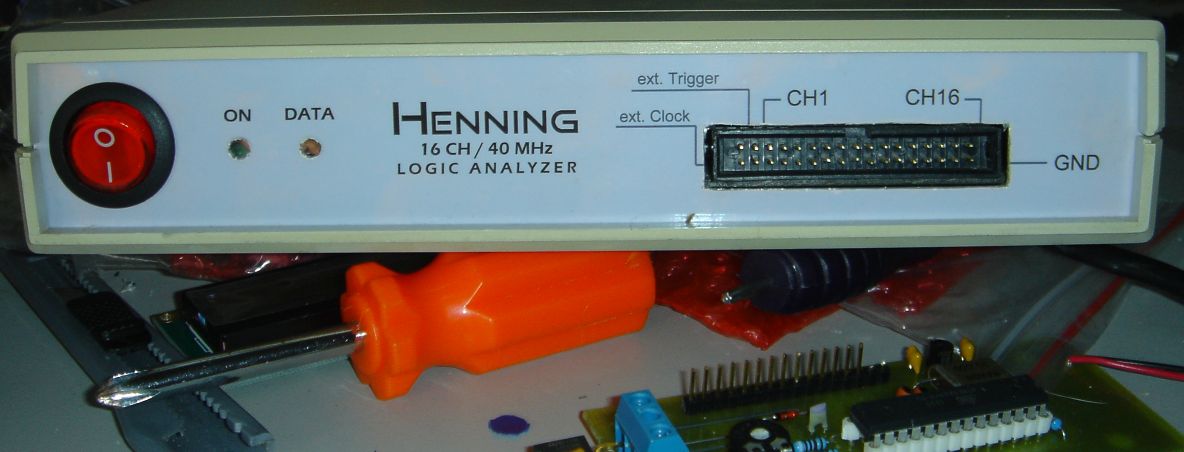 O
I
ON
DATA
HENNING
16 CH / 40 MHz
LOGIC ANALYZER
ext. Trigger
ext. Clock
CH1
CH16
GND